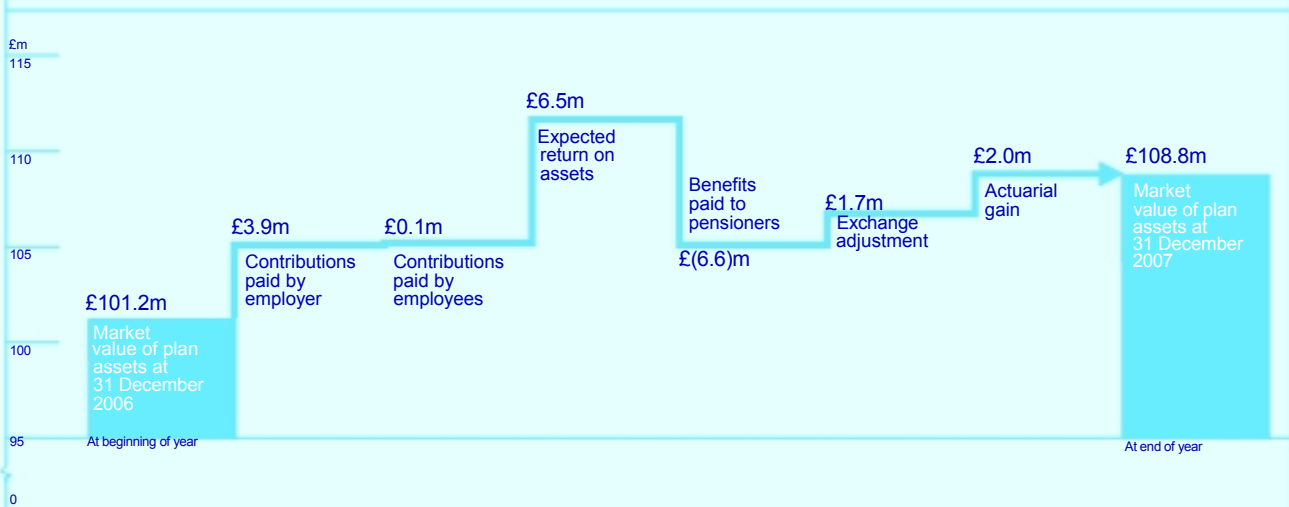 £m
115
110
105
100
95
0
£101.2m
Market
value of plan
assets at
31 December
2006
At beginning of year
£3.9m
Contributions
paid by
employer
£0.1m
Contributions
paid by
employees
£6.5m
Expected
return on
assets
Benefits
paid to
pensioners
£(6.6)m
£1.7m
Exchange
adjustment
£2.0m
Actuarial
gain
£108.8m
Market
value of plan
assets at
31 December
2007
At end of year